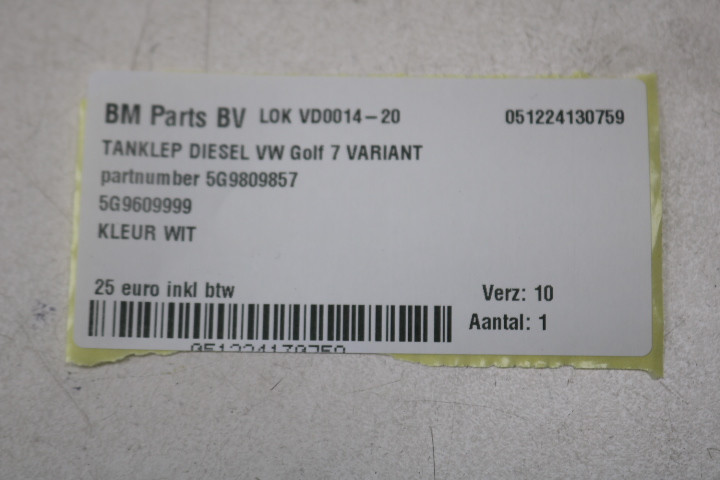 BM Parts BV LOK VD0014-20 051224130759
TANKLEP DIESEL VW Golf 7 VARIANT
partnumber 5G9809857
5G9609999
KLEUR WIT
25 euro inkl btw Verz: 10
Aantal: 1
051224130759